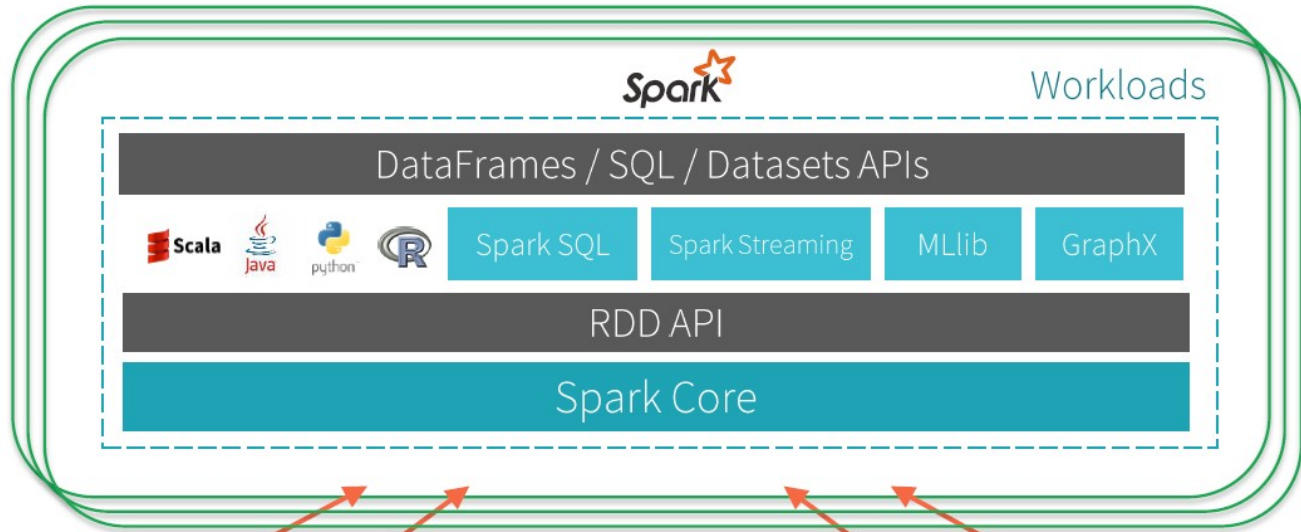 Spark
Workloads
DataFrames / SQL / Datasets APIs
Scala
Java
python
R
Spark SQL
Spark Streaming
MLlib
GraphX
RDD API
Spark Core